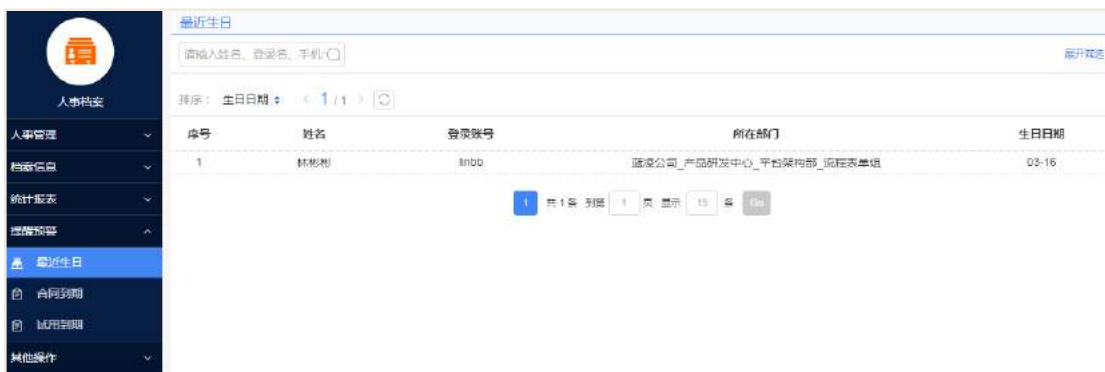 最近生日
请输入姓名、登录名、手机
展开筛选
人事档案
排序： 生日日期 1 / 1
人事管理
序号 姓名 登录账号 所在部门 生日日期
档案信息
1 林彬彬 linbb 蓝凌公司_产品研发中心_平台架构部_流程表单组 03-16
统计报表
1 共 1 条 到第 1 页 显示 15 条 Go
提醒预警
最近生日
合同到期
试用到期
其他操作